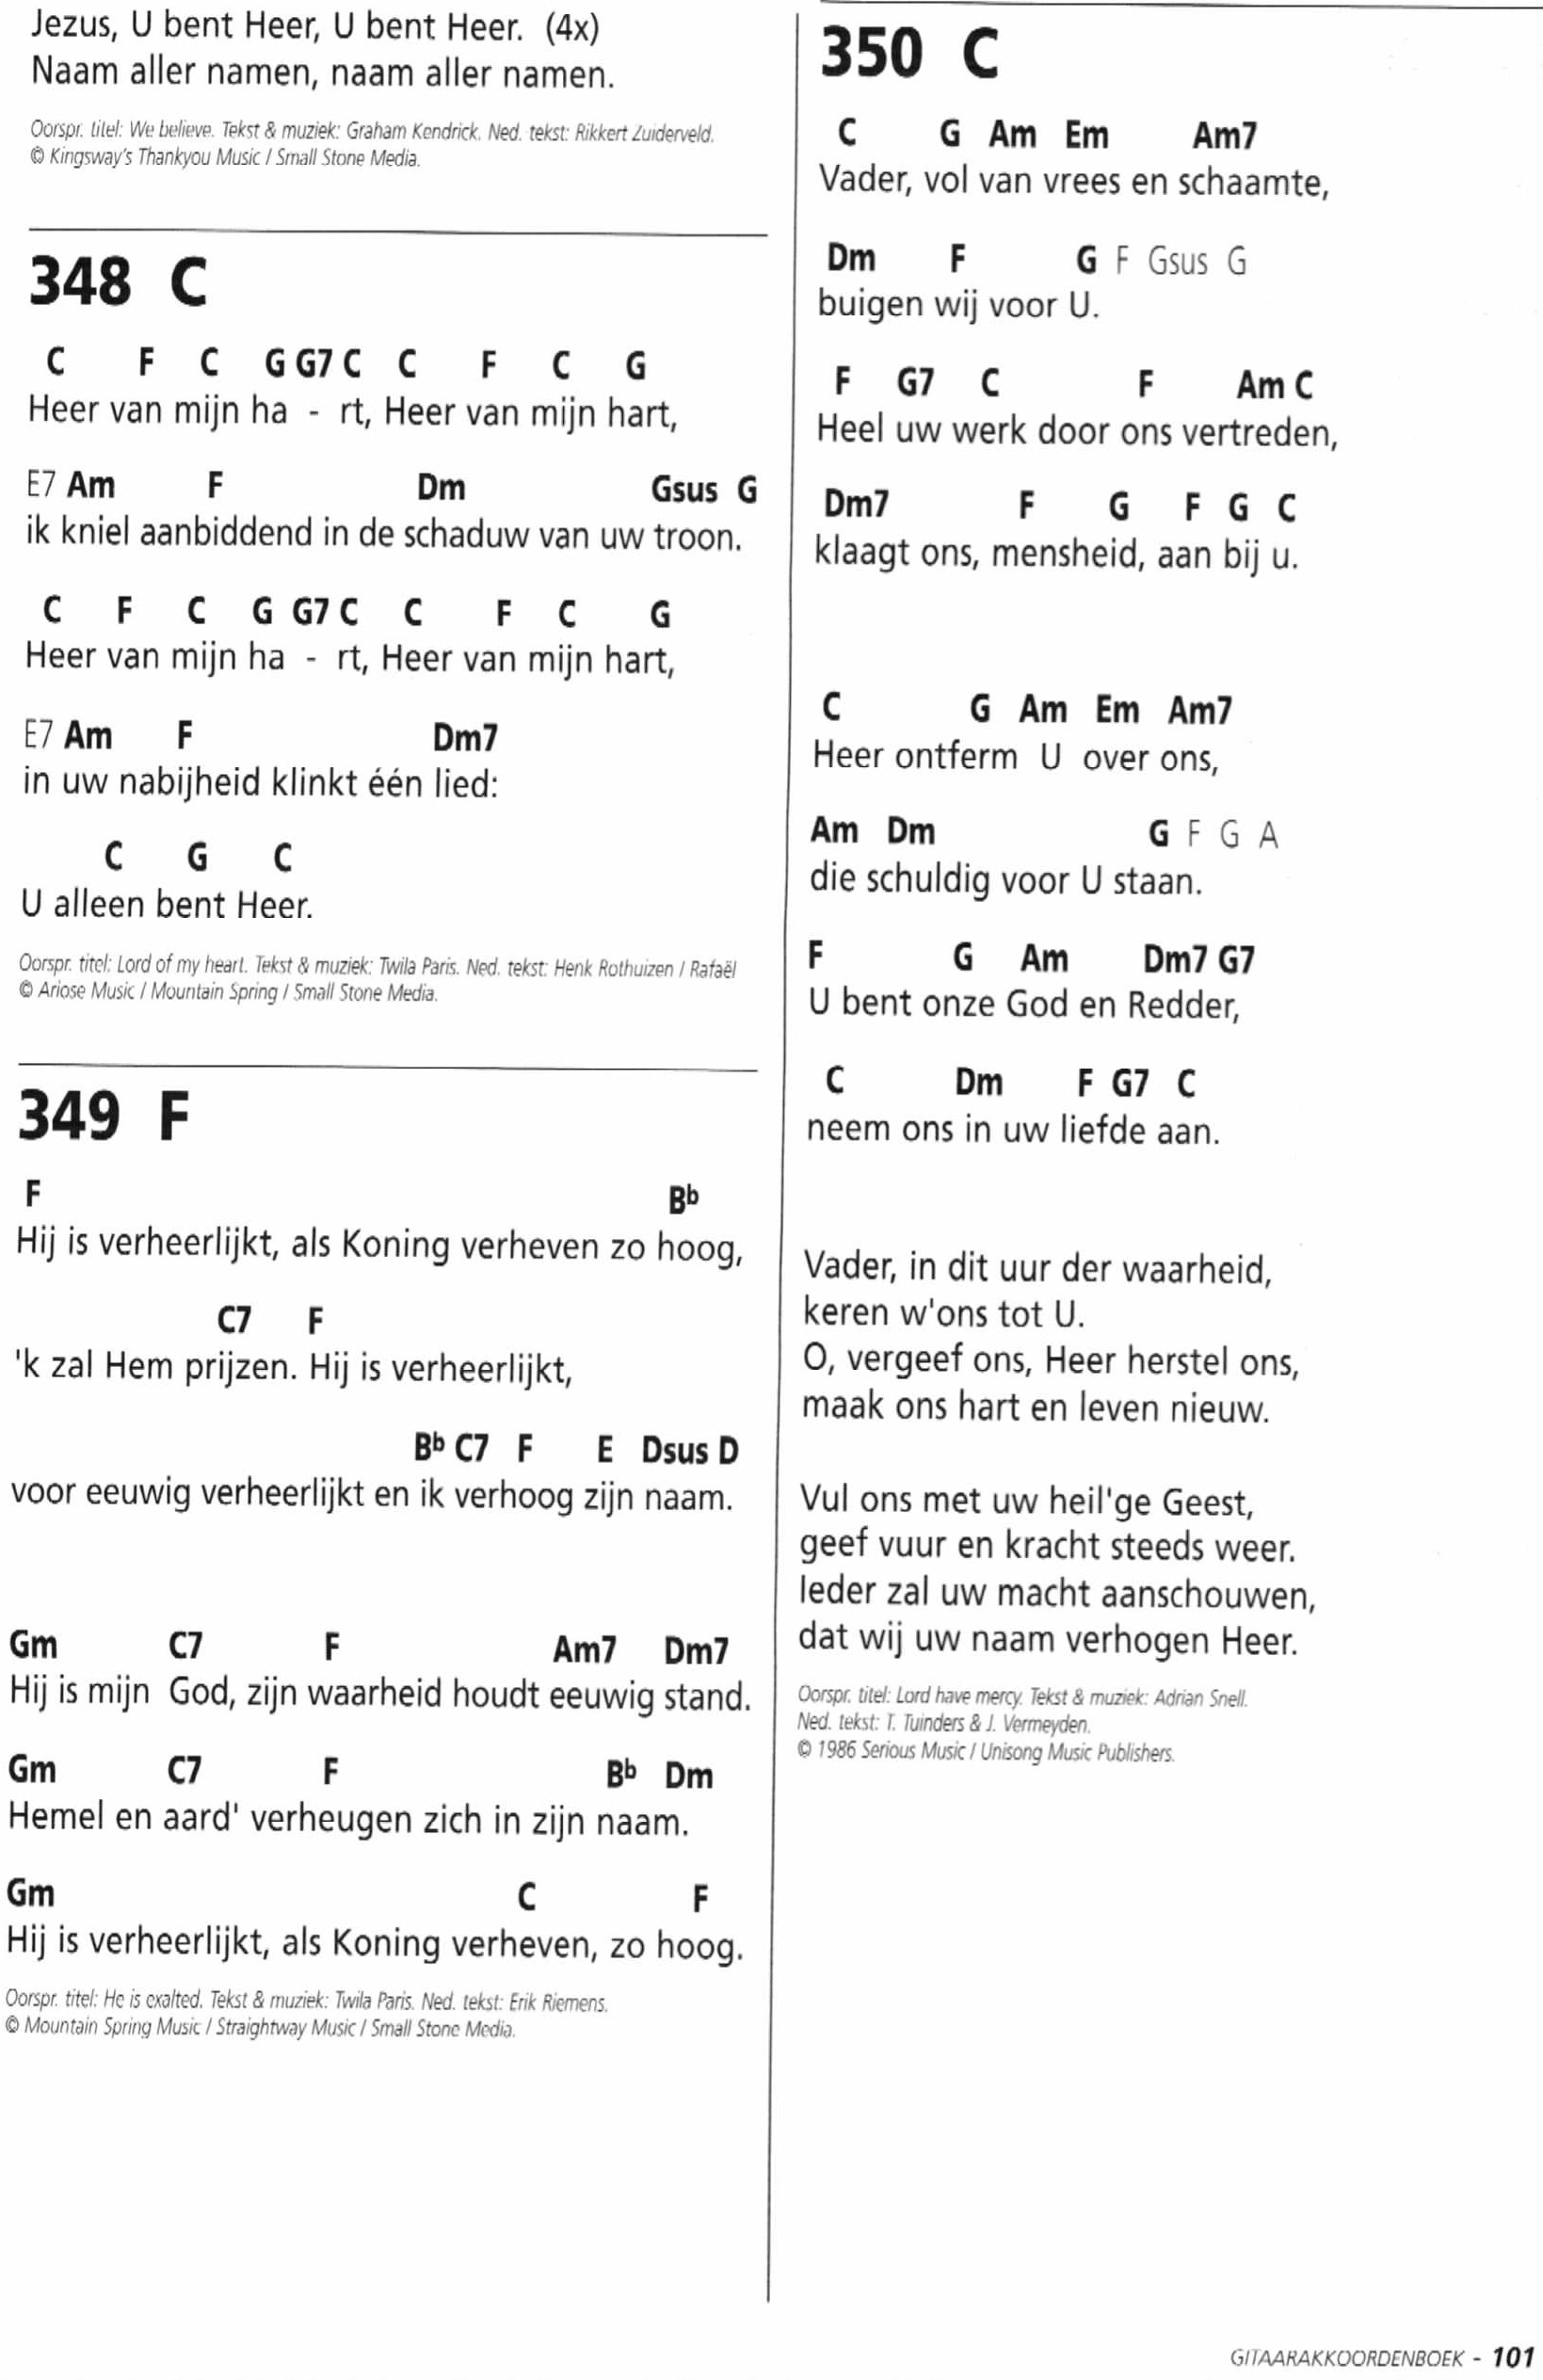 Jezus, U bent Heer, U bent Heer. (4x)
Naam aller namen, naam aller namen.
Oorspr. titel: We believe. Tekst & muziek: Graham Kendrick. Ned. tekst: Rikkert Zuiderveld.
© Kingsway's Thankyou Music / Small Stone Media.
348 C
C F C G G7 C C F C G
Heer van mijn ha - rt, Heer van mijn hart,
E7 Am F Dm Gsus G
ik kniel aanbiddend in de schaduw van uw troon.
C F C G G7 C C F C G
Heer van mijn ha - rt, Heer van mijn hart,
E7 Am F Dm7
in uw nabijheid klinkt één lied:
C G C
U alleen bent Heer.
Oorspr. titel: Lord of my heart. Tekst & muziek: Twila Paris. Ned. tekst: Henk Rothuizen / Rafaël
© Ariose Music / Mountain Spring / Small Stone Media.
349 F
F Bb
Hij is verheerlijkt, als Koning verheven zo hoog,
C7 F
'k zal Hem prijzen. Hij is verheerlijkt,
Bb C7 F E Dsus D
voor eeuwig verheerlijkt en ik verhoog zijn naam.
Gm C7 F Am7 Dm7
Hij is mijn God, zijn waarheid houdt eeuwig stand.
Gm C7 F Bb Dm
Hemel en aard' verheugen zich in zijn naam.
Gm C F
Hij is verheerlijkt, als Koning verheven, zo hoog.
Oorspr. titel: He is exalted. Tekst & muziek: Twila Paris. Ned. tekst: Erik Riemens.
© Mountain Spring Music / Straightway Music / Small Stone Media.
350 C
C G Am Em Am7
Vader, vol van vrees en schaamte,
Dm F G F Gsus G
buigen wij voor U.
F G7 C F Am C
Heel uw werk door ons vertreden,
Dm7 F G F G C
klaagt ons, mensheid, aan bij u.
C G Am Em Am7
Heer ontferm U over ons,
Am Dm G F G A
die schuldig voor U staan.
F G Am Dm7 G7
U bent onze God en Redder,
C Dm F G7 C
neem ons in uw liefde aan.
Vader, in dit uur der waarheid,
keren w'ons tot U.
O, vergeef ons, Heer herstel ons,
maak ons hart en leven nieuw.
Vul ons met uw heil'ge Geest,
geef vuur en kracht steeds weer.
Ieder zal uw macht aanschouwen,
dat wij uw naam verhogen Heer.
Oorspr. titel: Lord have mercy. Tekst & muziek: Adrian Snell.
Ned. tekst: T. Tuinders & J. Vermeyden.
© 1986 Serious Music / Unisong Music Publishers.
GITAARAKKOORDENBOEK - 101